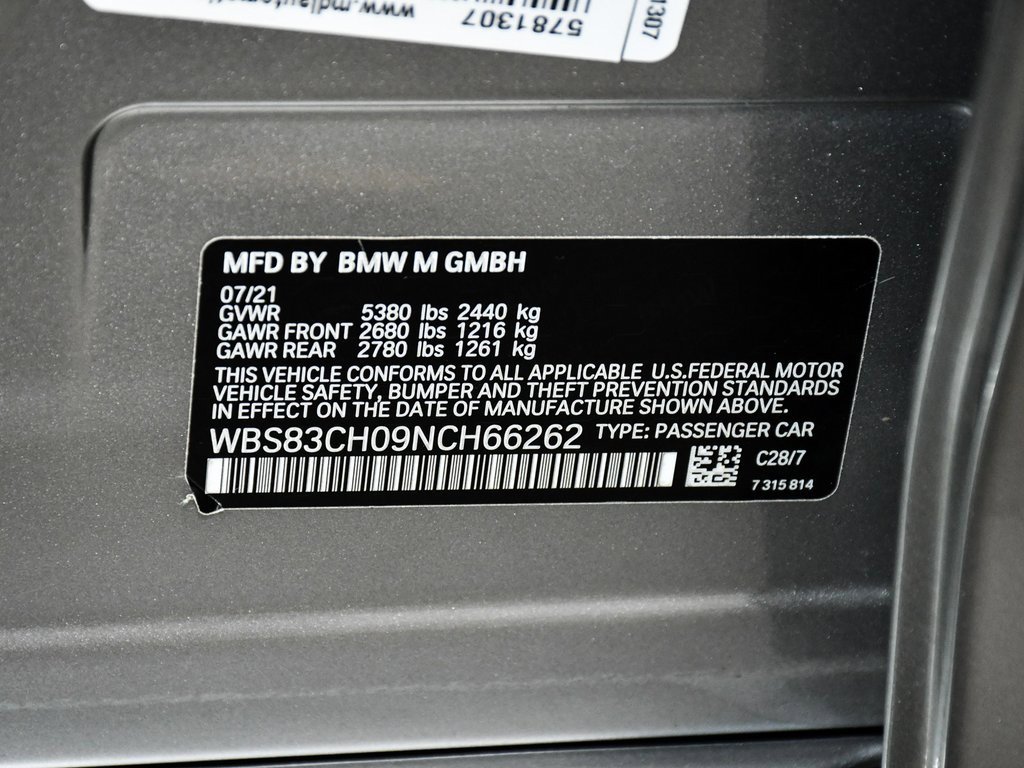 5781307
1307
MFD BY BMW M GMBH
07/21
GVWR 5380 lbs 2440 kg
GAWR FRONT 2680 lbs 1216 kg
GAWR REAR 2780 lbs 1261 kg
THIS VEHICLE CONFORMS TO ALL APPLICABLE U.S.FEDERAL MOTOR
VEHICLE SAFETY, BUMPER AND THEFT PREVENTION STANDARDS
IN EFFECT ON THE DATE OF MANUFACTURE SHOWN ABOVE.
WBS83CH09NCH66262 TYPE: PASSENGER CAR
C28/7
7 315 814